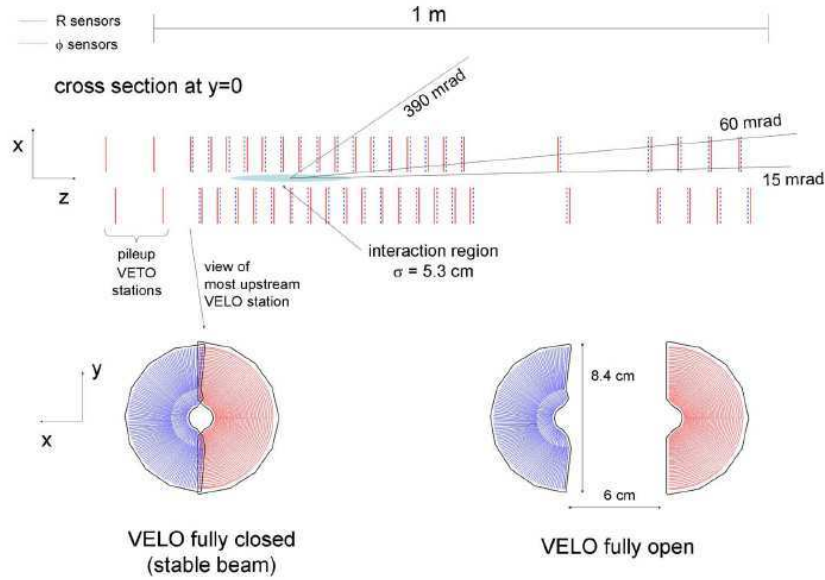 R sensors
ϕ sensors
1 m
cross section at y=0
390 mrad
60 mrad
15 mrad
x
z
pileup
VETO
stations
view of
most upstream
VELO station
interaction region
σ = 5.3 cm
y
x
8.4 cm
6 cm
VELO fully closed
(stable beam)
VELO fully open